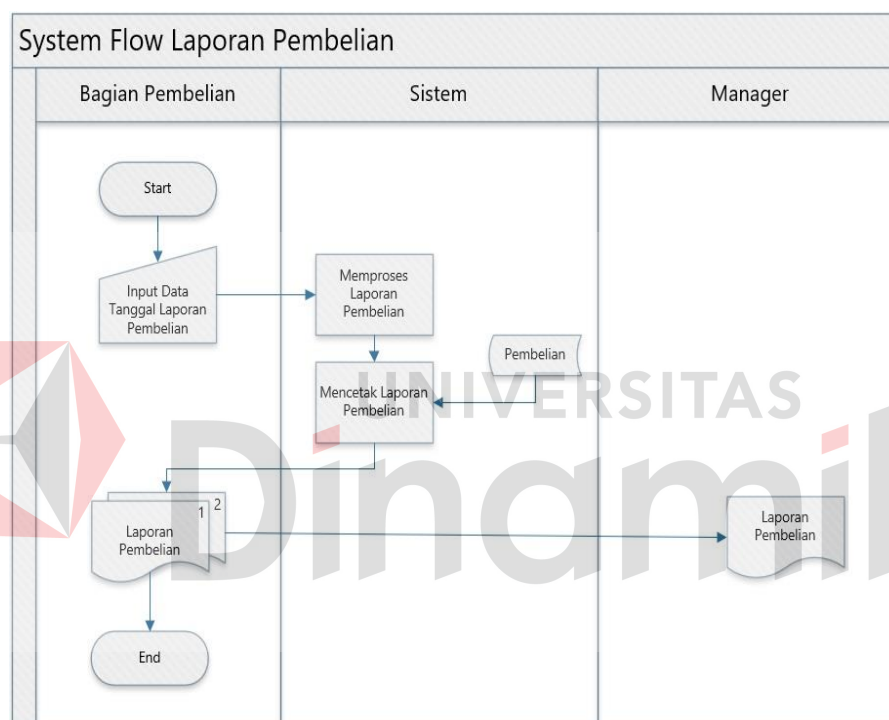 System Flow Laporan Pembelian
Bagian Pembelian
Sistem
Manager
Start
Input Data
Tanggal Laporan
Pembelian
Memproses
Laporan
Pembelian
Pembelian
Mencetak Laporan
Pembelian
UNIVERSITAS
Dinami
1
2
Laporan
Pembelian
Laporan
Pembelian
End